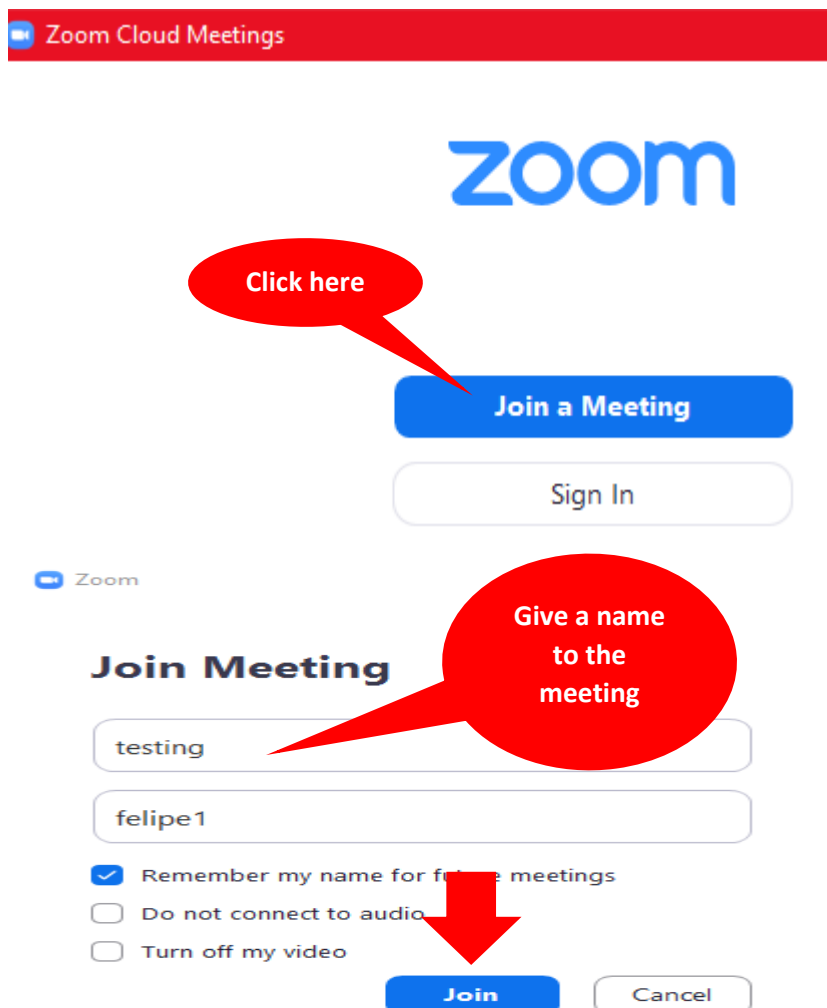 Zoom Cloud Meetings
zoom
Click here
Join a Meeting
Sign In
Zoom
Give a name
to the
meeting
Join Meeting
testing
felipe1
Remember my name for future meetings
Do not connect to audio
Turn off my video
Join
Cancel